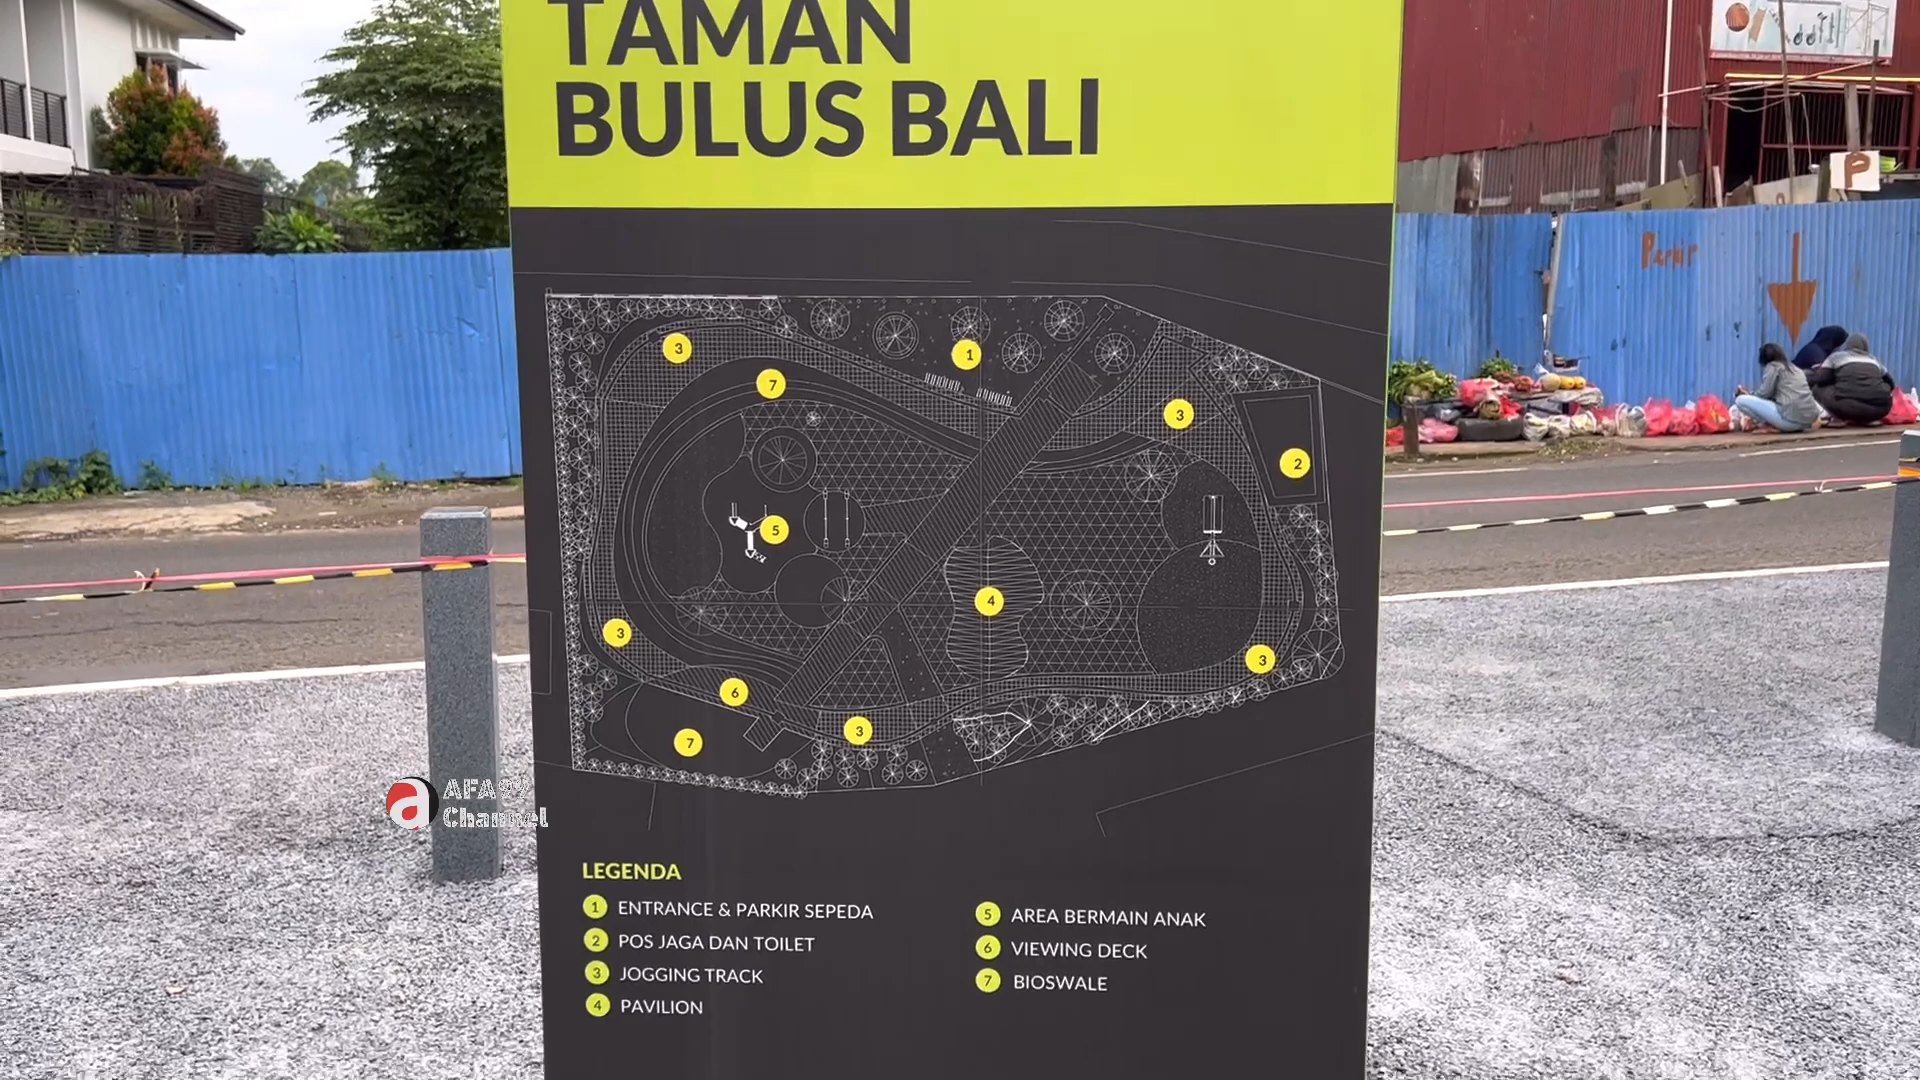 TAMAN
BULUS BALI
P
3
1
7
3
2
5
4
3
3
6
3
7
AFA99
Channel
LEGENDA
1 ENTRANCE & PARKIR SEPEDA
2 POS JAGA DAN TOILET
3 JOGGING TRACK
4 PAVILION
5 AREA BERMAIN ANAK
6 VIEWING DECK
7 BIOSWALE